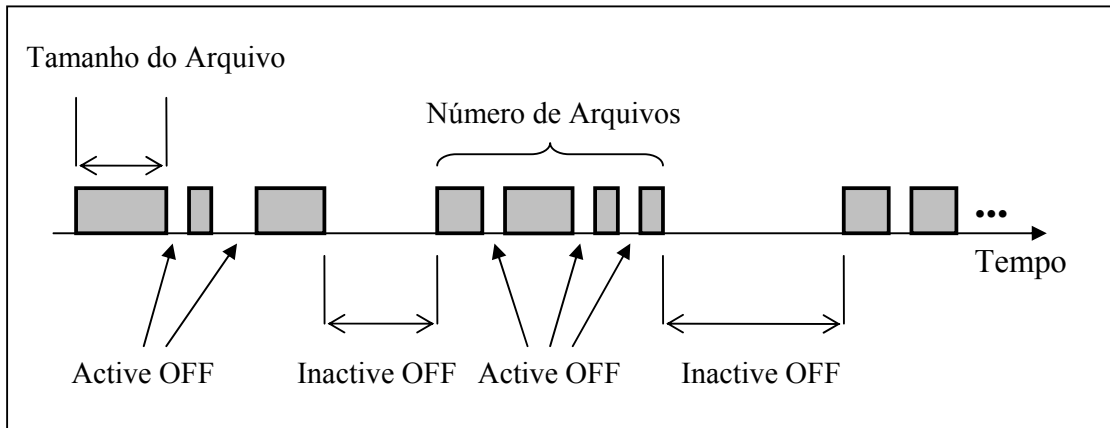 Tamanho do Arquivo
Número de Arquivos
...
Tempo
Active OFF
Inactive OFF
Active OFF
Inactive OFF